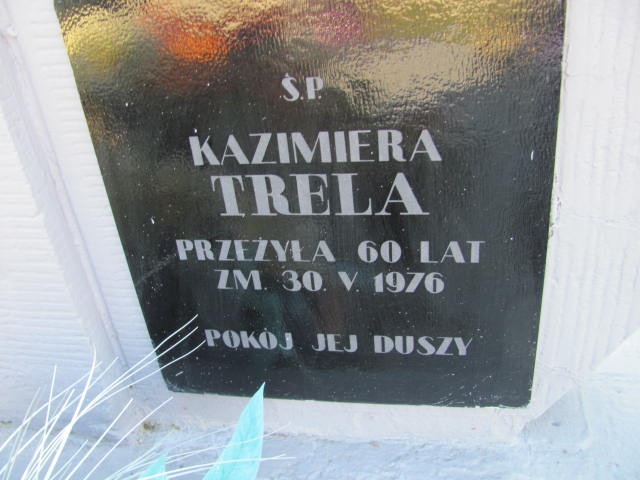 Ś.P.
KAZIMIERA
TRELA
PRZEŻYŁA 60 LAT
ZM. 30. V. 1976
POKÓJ JEJ DUSZY